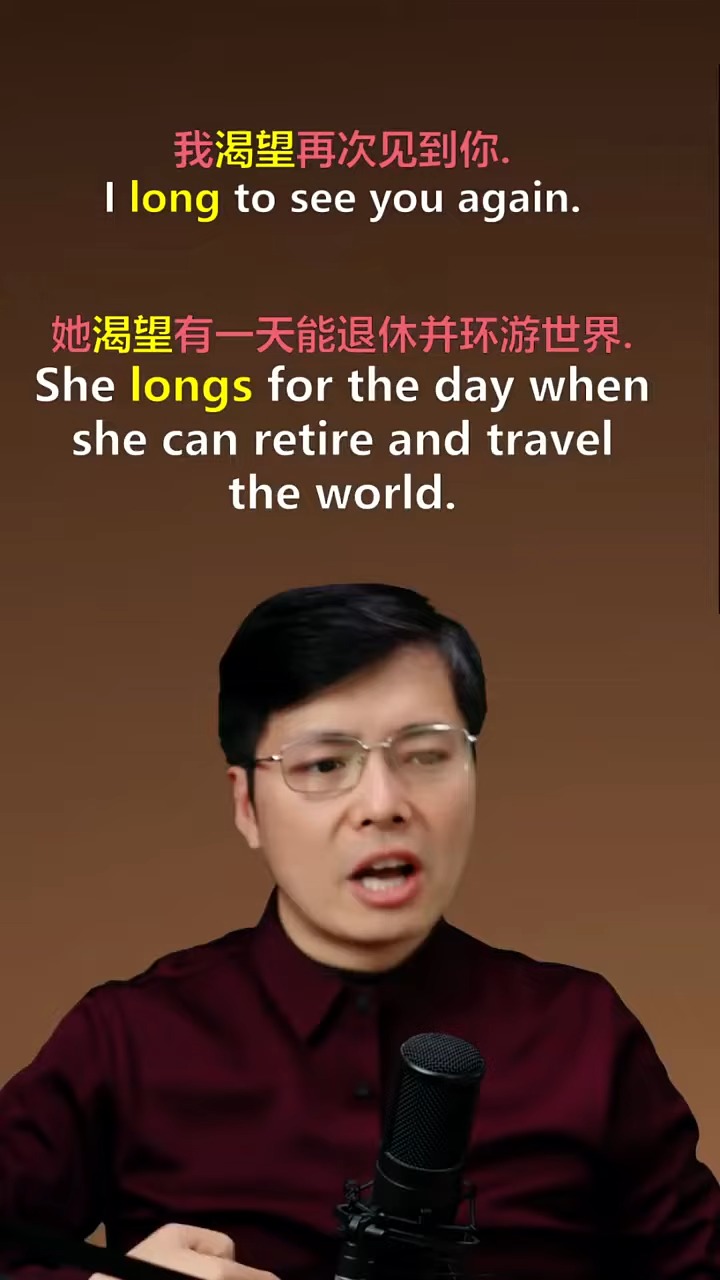 我渴望再次见到你.
I long to see you again.
她渴望有一天能退休并环游世界.
She longs for the day when
she can retire and travel
the world.